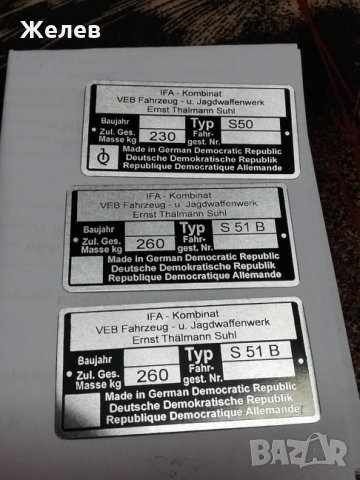 Желев
IFA - Kombinat
VEB Fahrzeug - u. Jagdwaffenwerk
Ernst Thälmann Suhl
Baujahr Typ S50
Zul. Ges. Masse kg 230 Fahr- gest. Nr.
Made in German Democratic Republic
Deutsche Demokratische Republik
Republique Democratique Allemande
IFA - Kombinat
VEB Fahrzeug - u. Jagdwaffenwerk
Ernst Thälmann Suhl
Baujahr Typ S 51 B
Zul. Ges. Masse kg 260 Fahr- gest. Nr.
Made in German Democratic Republic
Deutsche Demokratische Republik
Republique Democratique Allemande
IFA - Kombinat
VEB Fahrzeug - u. Jagdwaffenwerk
Ernst Thälmann Suhl
Baujahr Typ S 51 B
Zul. Ges. Masse kg 260 Fahr- gest. Nr.
Made in German Democratic Republic
Deutsche Demokratische Republik
Republique Democratique Allemande
BAZAR